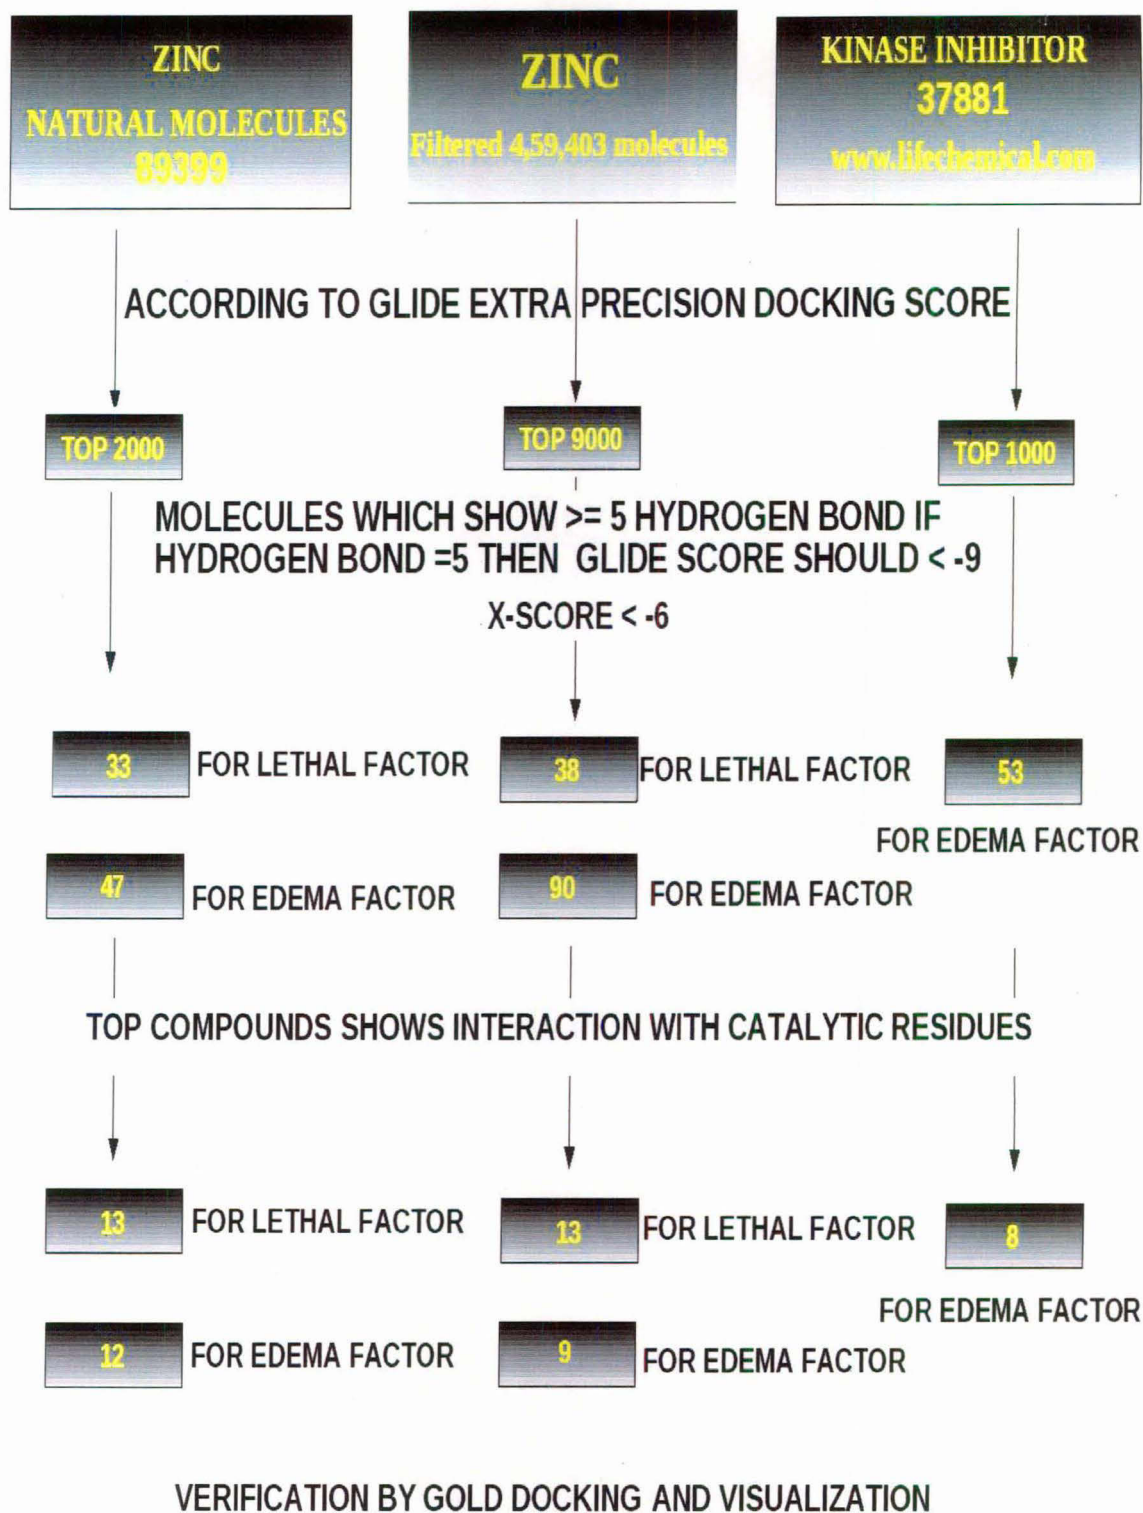 ZINC
NATURAL MOLECULES
89399
ZINC
Filtered 4,59,403 molecules
KINASE INHIBITOR
37881
www.lifechemical.com
ACCORDING TO GLIDE EXTRA PRECISION DOCKING SCORE
TOP 2000
TOP 9000
TOP 1000
MOLECULES WHICH SHOW >= 5 HYDROGEN BOND IF
HYDROGEN BOND =5 THEN GLIDE SCORE SHOULD < -9
X-SCORE < -6
33 FOR LETHAL FACTOR
38 FOR LETHAL FACTOR
53
FOR EDEMA FACTOR
47 FOR EDEMA FACTOR
90 FOR EDEMA FACTOR
TOP COMPOUNDS SHOWS INTERACTION WITH CATALYTIC RESIDUES
13 FOR LETHAL FACTOR
13 FOR LETHAL FACTOR
8
FOR EDEMA FACTOR
12 FOR EDEMA FACTOR
9 FOR EDEMA FACTOR
VERIFICATION BY GOLD DOCKING AND VISUALIZATION